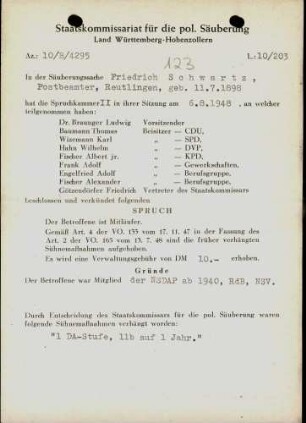 Staatskommissariat für die pol. Säuberung
Land Württemberg-Hohenzollern
Az.: 10/B/4295
L: 10/203
123
In der Säuberungssache Friedrich Schwartz,
Postbeamter, Reutlingen, geb. 11.7.1898
hat die Spruchkammer II in ihrer Sitzung am 6.8.1948, an welcher
teilgenommen haben:
Dr. Braunger Ludwig Vorsitzender
Baumann Thomas Beisitzer — CDU,
Wizemann Karl „ — SPD,
Huhn Wilhelm „ — DVP,
Fischer Albert jr. „ — KPD,
Frank Adolf „ — Gewerkschaften,
Engelfried Adolf „ — Berufsgruppe,
Fischer Alexander „ — Berufsgruppe,
Götzendörfer Friedrich Vertreter des Staatskommissars
beschlossen und verkündet folgenden
SPRUCH
Der Betroffene ist Mitläufer.
Gemäß Art. 4 der VO. 133 vom 17. 11. 47 in der Fassung des
Art. 2 der VO. 165 vom 13. 7. 48 sind die früher verhängten
Sühnemaßnahmen aufgehoben.
Es wird eine Verwaltungsgebühr von DM 10.- erhoben.
Gründe
Der Betroffene war Mitglied der NSDAP ab 1940, RdB, NSV.
Durch Entscheidung des Staatskommissars für die pol. Säuberung waren
folgende Sühnemaßnahmen verhängt worden:
"1 DA-Stufe, 11b auf 1 Jahr."